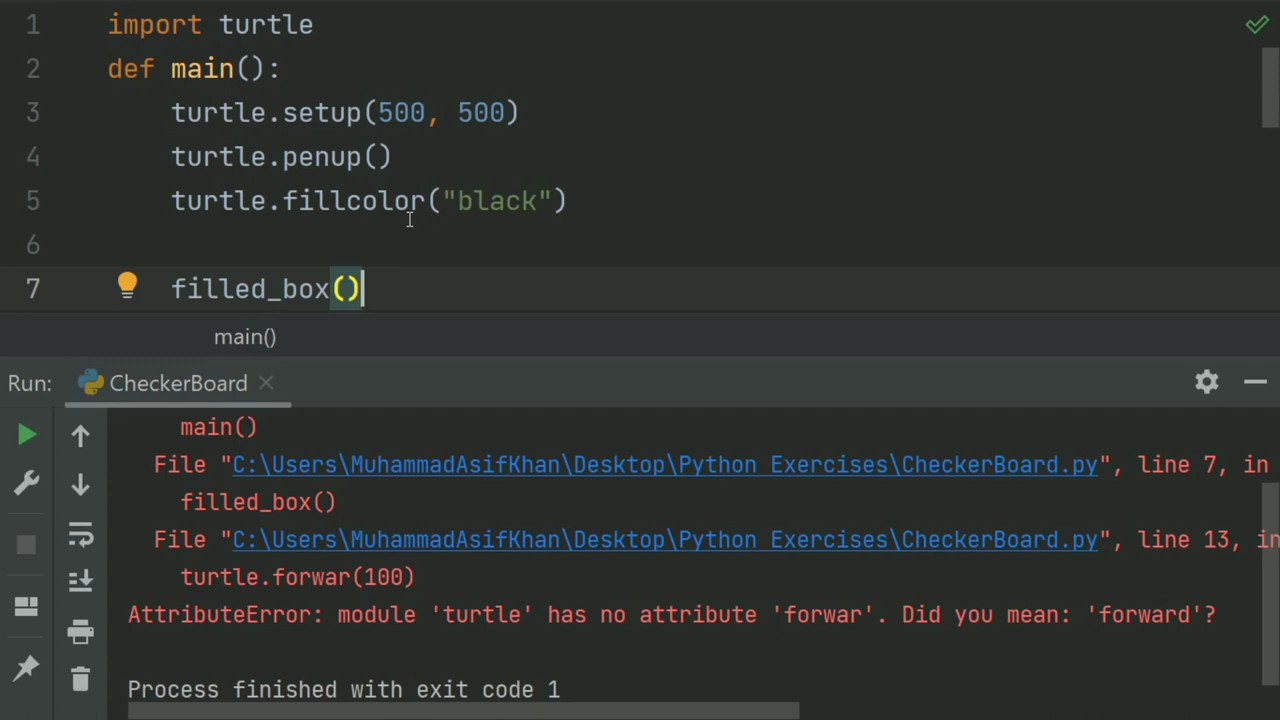 1 import turtle
2 def main():
3 turtle.setup(500, 500)
4 turtle.penup()
5 turtle.fillcolor("black")
6
7 filled_box()
main()
Run: CheckerBoard
main()
File "C:\Users\MuhammadAsifKhan\Desktop\Python Exercises\CheckerBoard.py", line 7, in
filled_box()
File "C:\Users\MuhammadAsifKhan\Desktop\Python Exercises\CheckerBoard.py", line 13, in
turtle.forwar(100)
AttributeError: module 'turtle' has no attribute 'forwar'. Did you mean: 'forward'?
Process finished with exit code 1